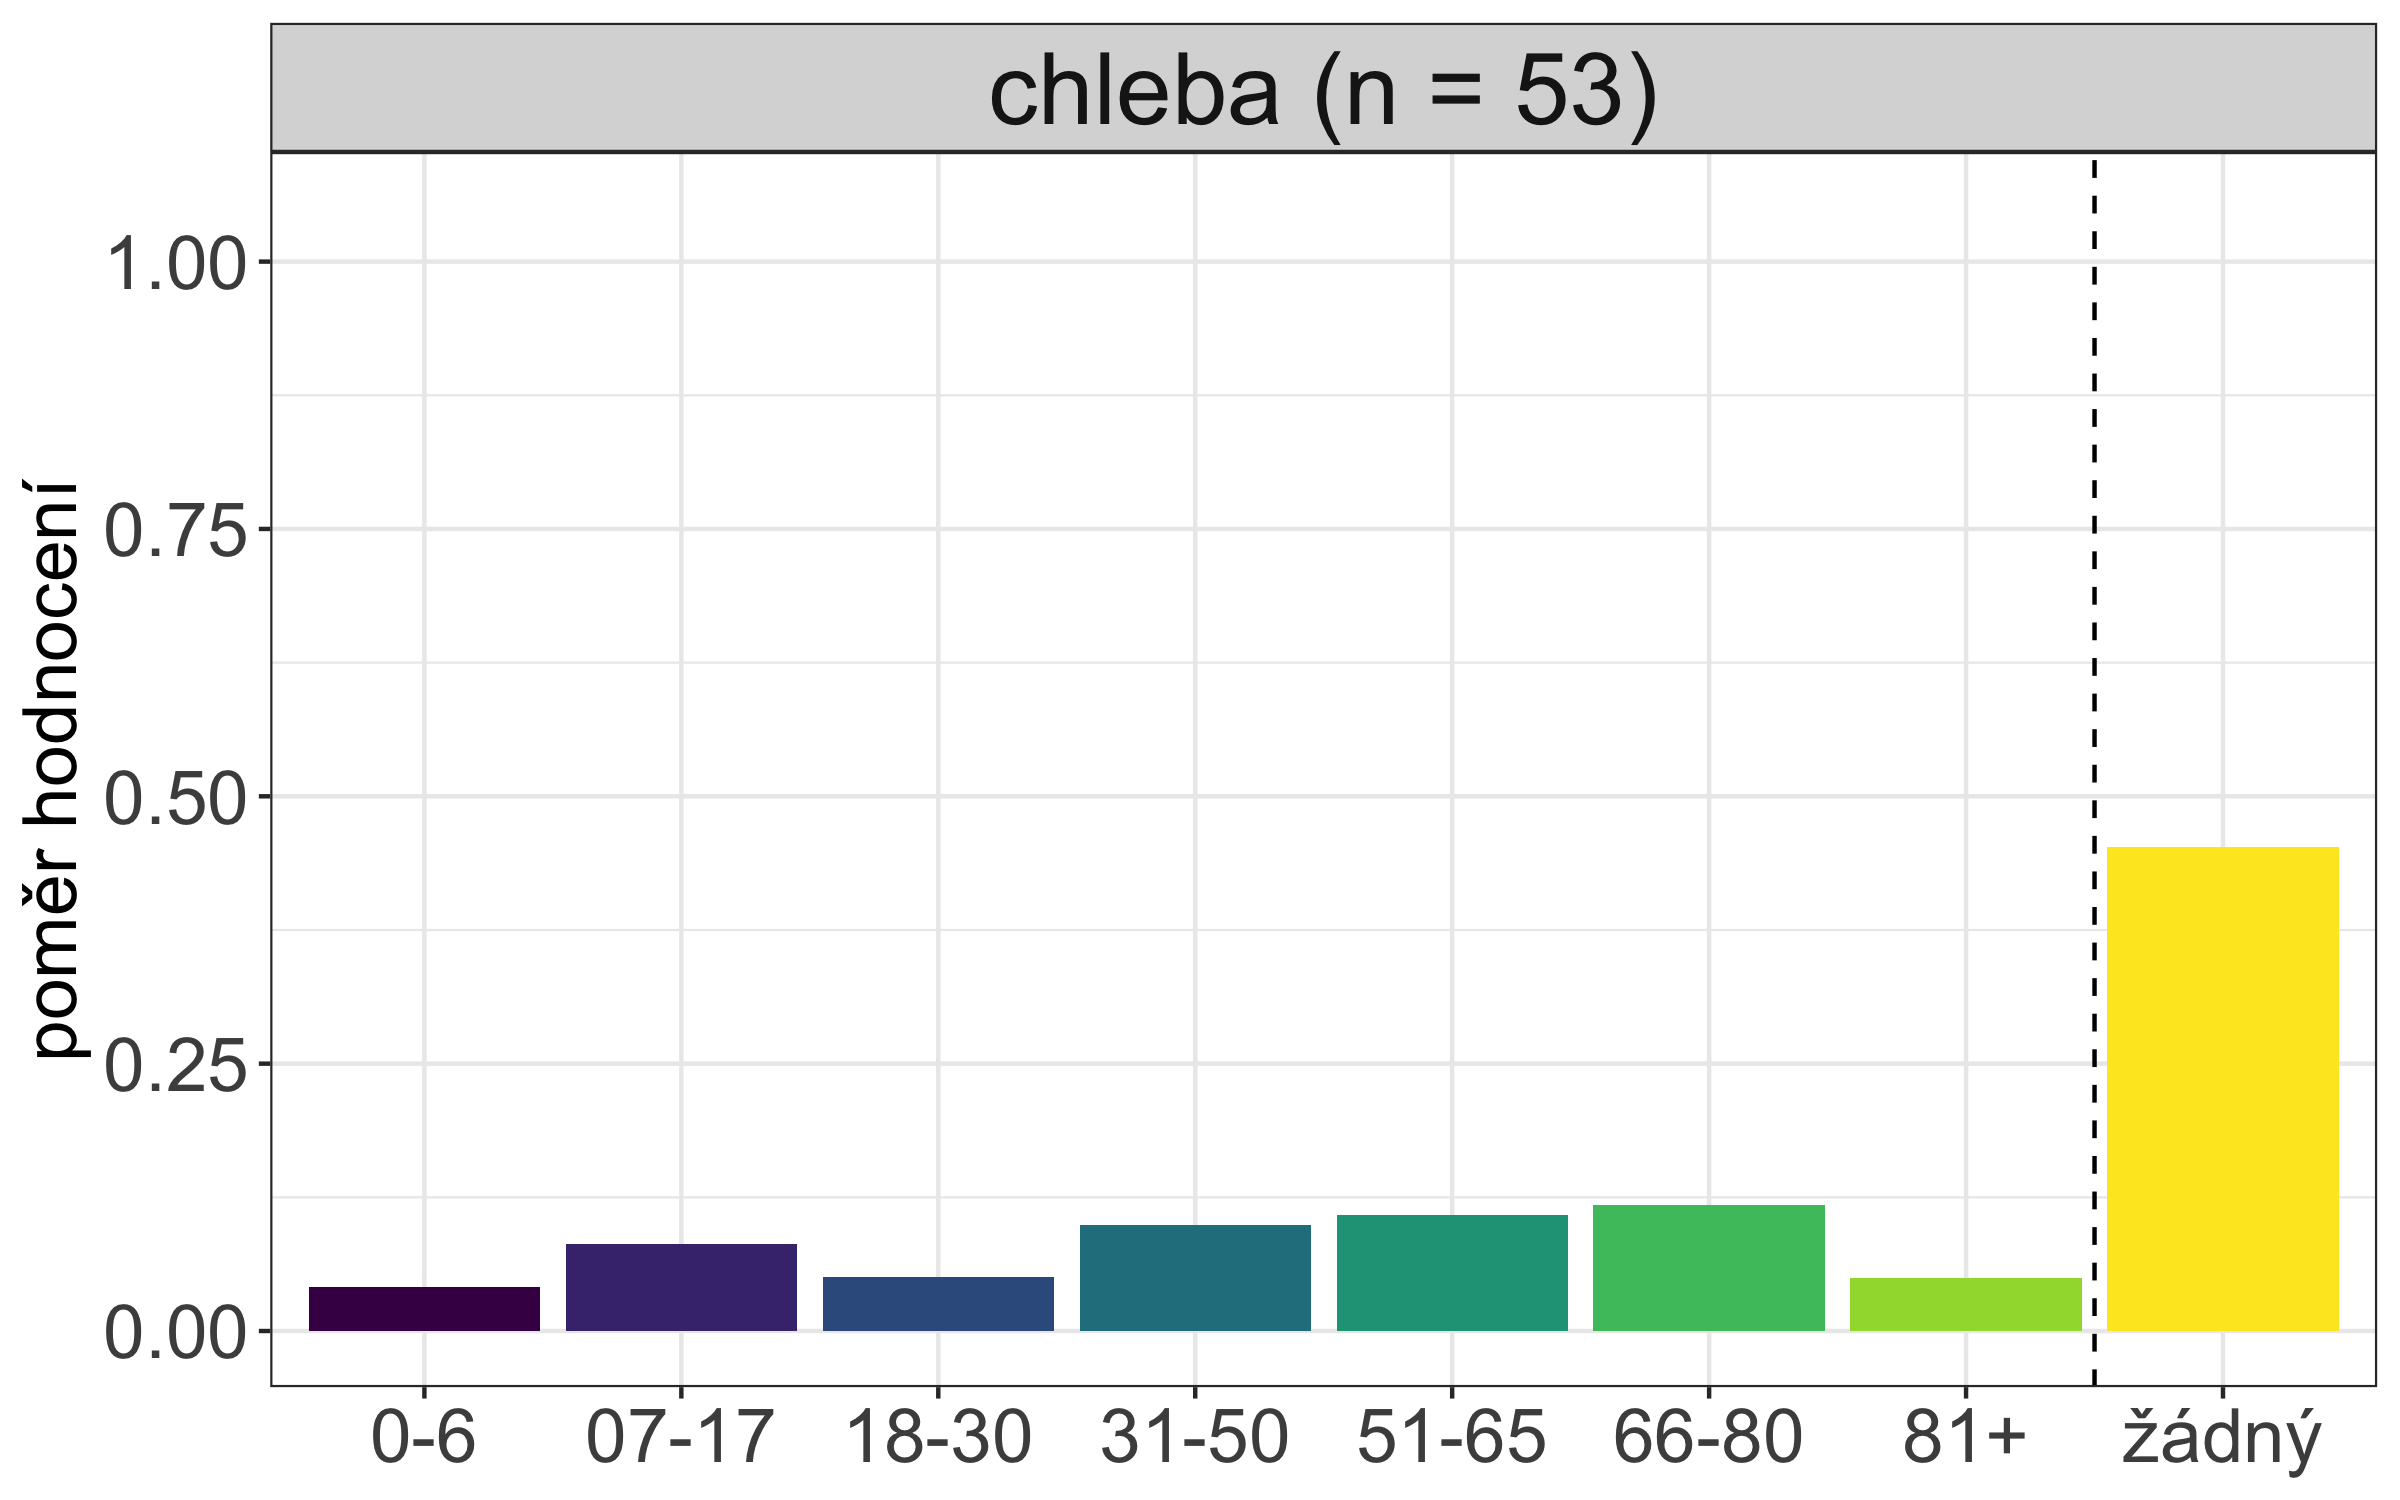 chleba (n = 53)
poměr hodnocení
1.00
0.75
0.50
0.25
0.00
0-6 07-17 18-30 31-50 51-65 66-80 81+ žádný